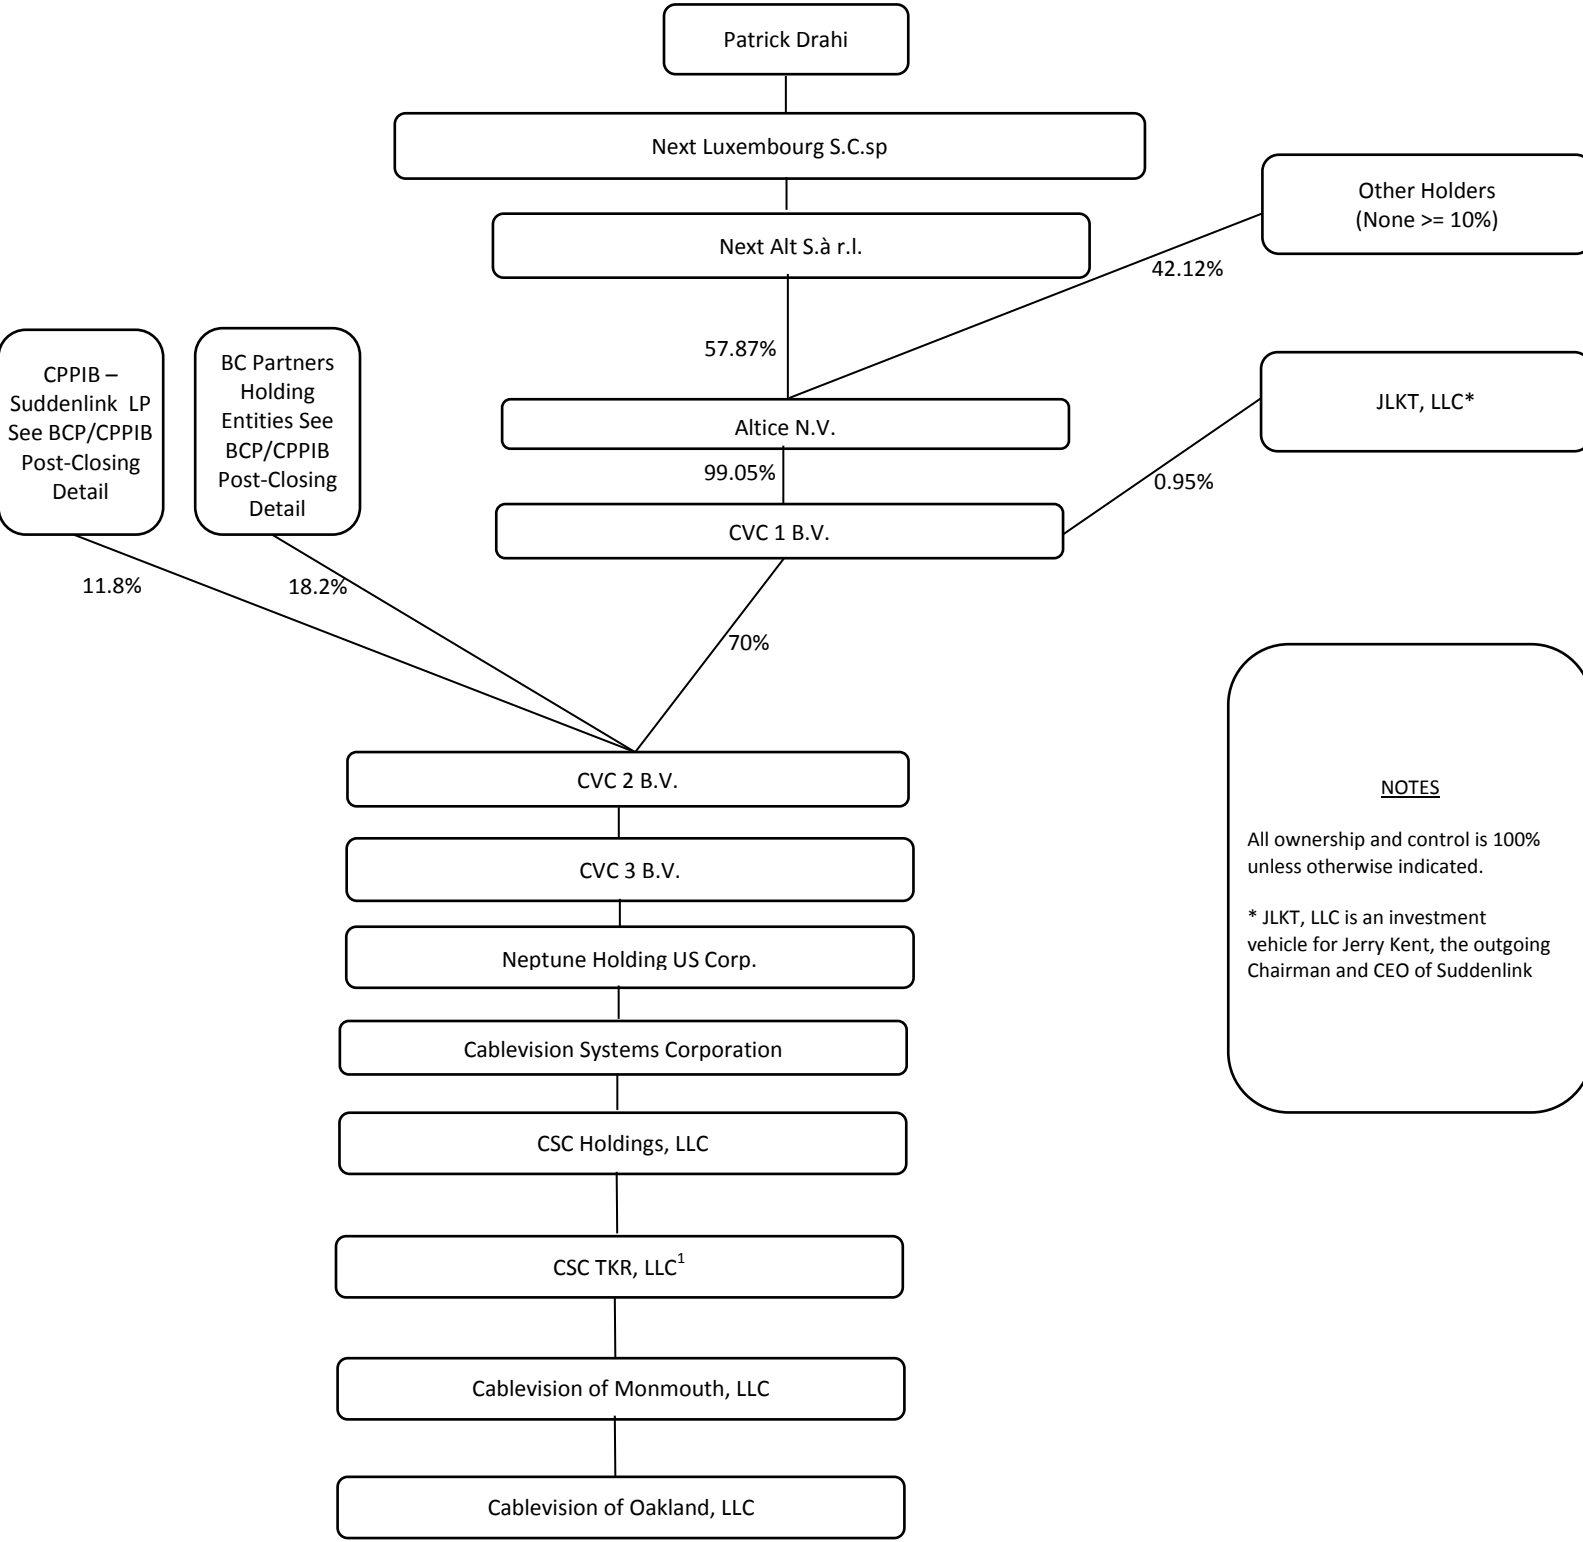 Patrick Drahi
Next Luxembourg S.C.sp
Other Holders
(None >= 10%)
Next Alt S.à r.l.
42.12%
57.87%
CPPIB –
Suddenlink LP
See BCP/CPPIB
Post-Closing
Detail
BC Partners
Holding
Entities See
BCP/CPPIB
Post-Closing
Detail
JLKT, LLC*
Altice N.V.
99.05%
0.95%
CVC 1 B.V.
11.8%
18.2%
70%
CVC 2 B.V.
CVC 3 B.V.
Neptune Holding US Corp.
Cablevision Systems Corporation
CSC Holdings, LLC
CSC TKR, LLC¹
Cablevision of Monmouth, LLC
Cablevision of Oakland, LLC
NOTES
All ownership and control is 100%
unless otherwise indicated.
* JLKT, LLC is an investment
vehicle for Jerry Kent, the outgoing
Chairman and CEO of Suddenlink